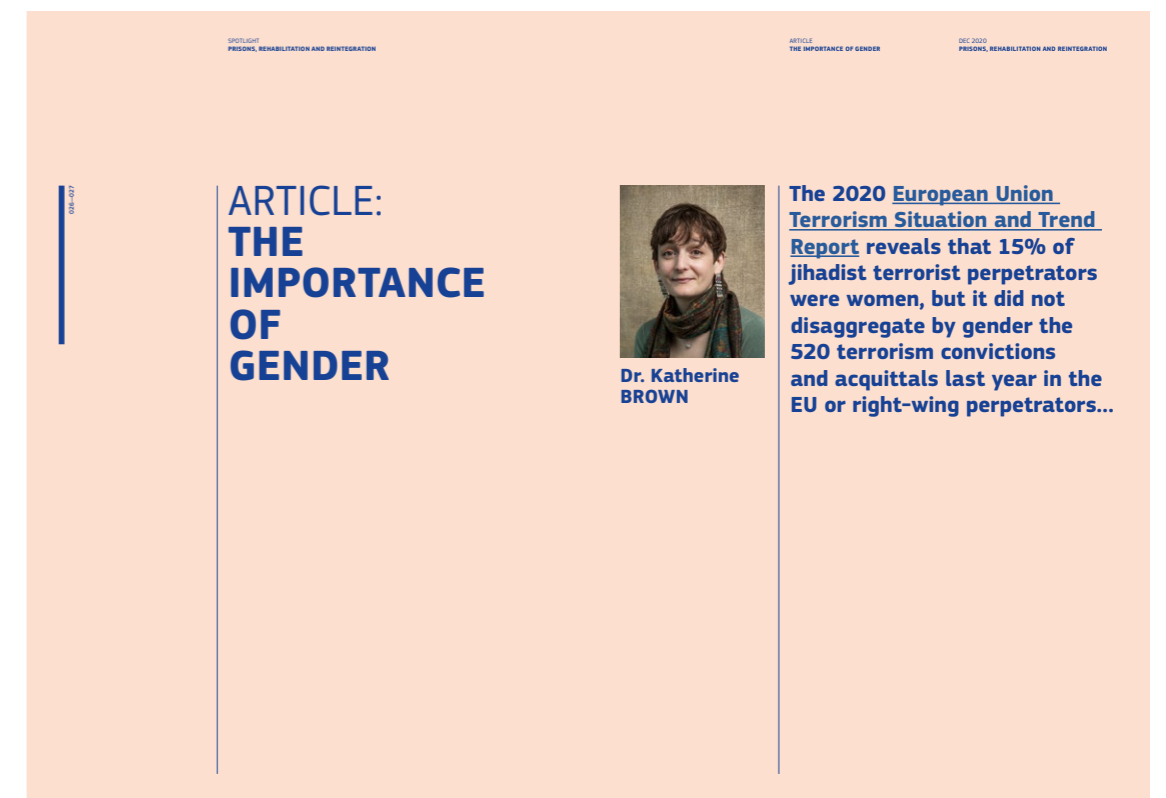 SPOTLIGHT
PRISONS, REHABILITATION AND REINTEGRATION
ARTICLE
THE IMPORTANCE OF GENDER
DEC 2020
PRISONS, REHABILITATION AND REINTEGRATION
026—027
ARTICLE:
THE
IMPORTANCE
OF
GENDER
Dr. Katherine
BROWN
The 2020 European Union
Terrorism Situation and Trend
Report reveals that 15% of
jihadist terrorist perpetrators
were women, but it did not
disaggregate by gender the
520 terrorism convictions
and acquittals last year in the
EU or right-wing perpetrators...